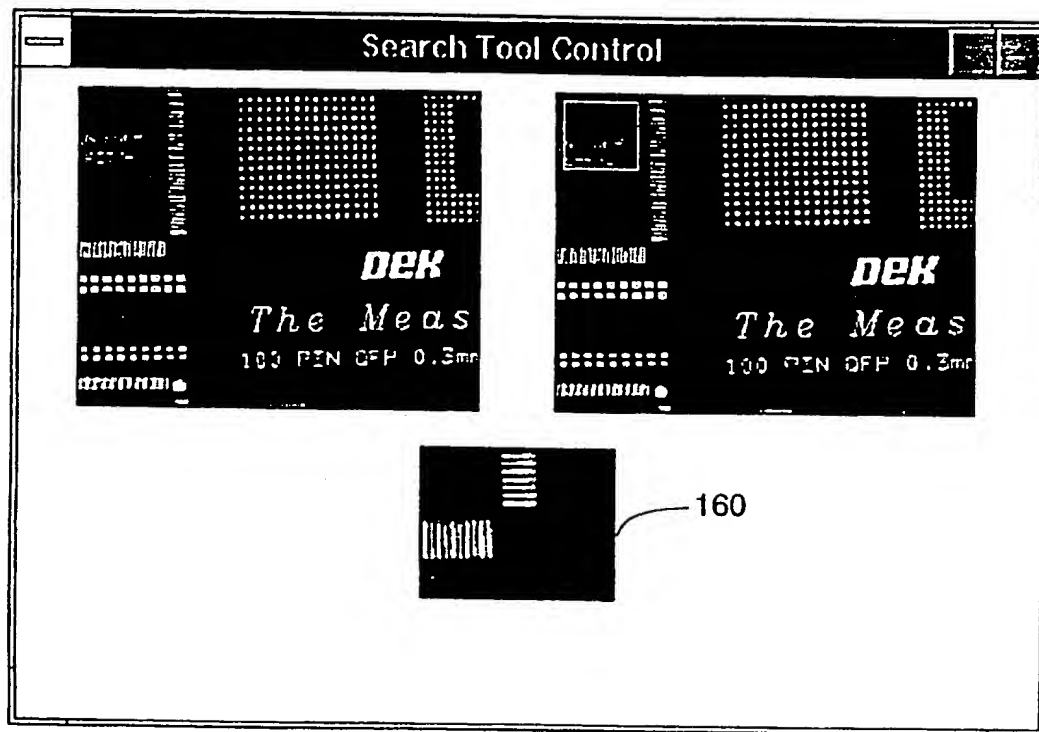 Search Tool Control
DEK
The Meas
100 PIN QFP 0.3mm
DEK
The Meas
100 PIN QFP 0.3mm
160